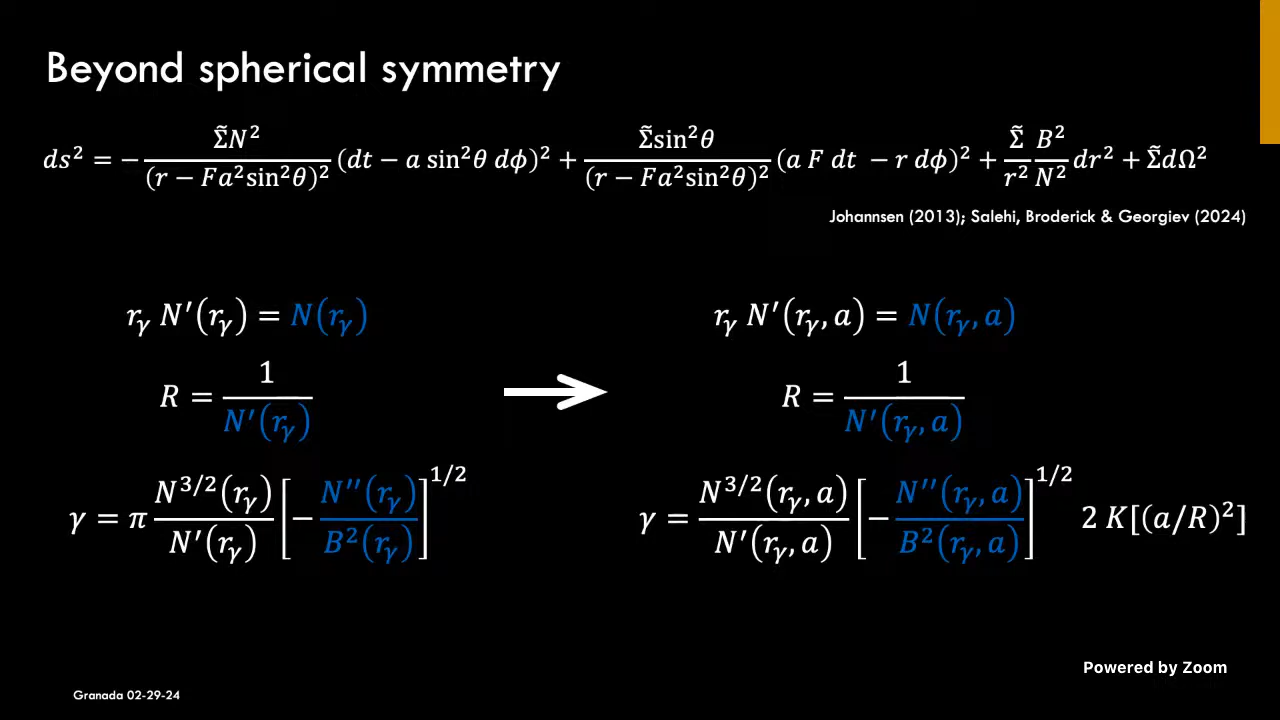 Beyond spherical symmetry
ds² = − Σ̃N² / (r − Fa²sin²θ)² (dt − a sin²θ dϕ)² + Σ̃sin²θ / (r − Fa²sin²θ)² (a F dt − r dϕ)² + Σ̃/r² B²/N² dr² + Σ̃dΩ²
Johannsen (2013); Salehi, Broderick & Georgiev (2024)
r_γ N′(r_γ) = N(r_γ)
R = 1 / N′(r_γ)
γ = π N^{3/2}(r_γ) / N′(r_γ) [− N′′(r_γ) / B²(r_γ)]^{1/2}
r_γ N′(r_γ, a) = N(r_γ, a)
R = 1 / N′(r_γ, a)
γ = N^{3/2}(r_γ, a) / N′(r_γ, a) [− N′′(r_γ, a) / B²(r_γ, a)]^{1/2} 2 K[(a/R)²]
Powered by Zoom
Granada 02-29-24